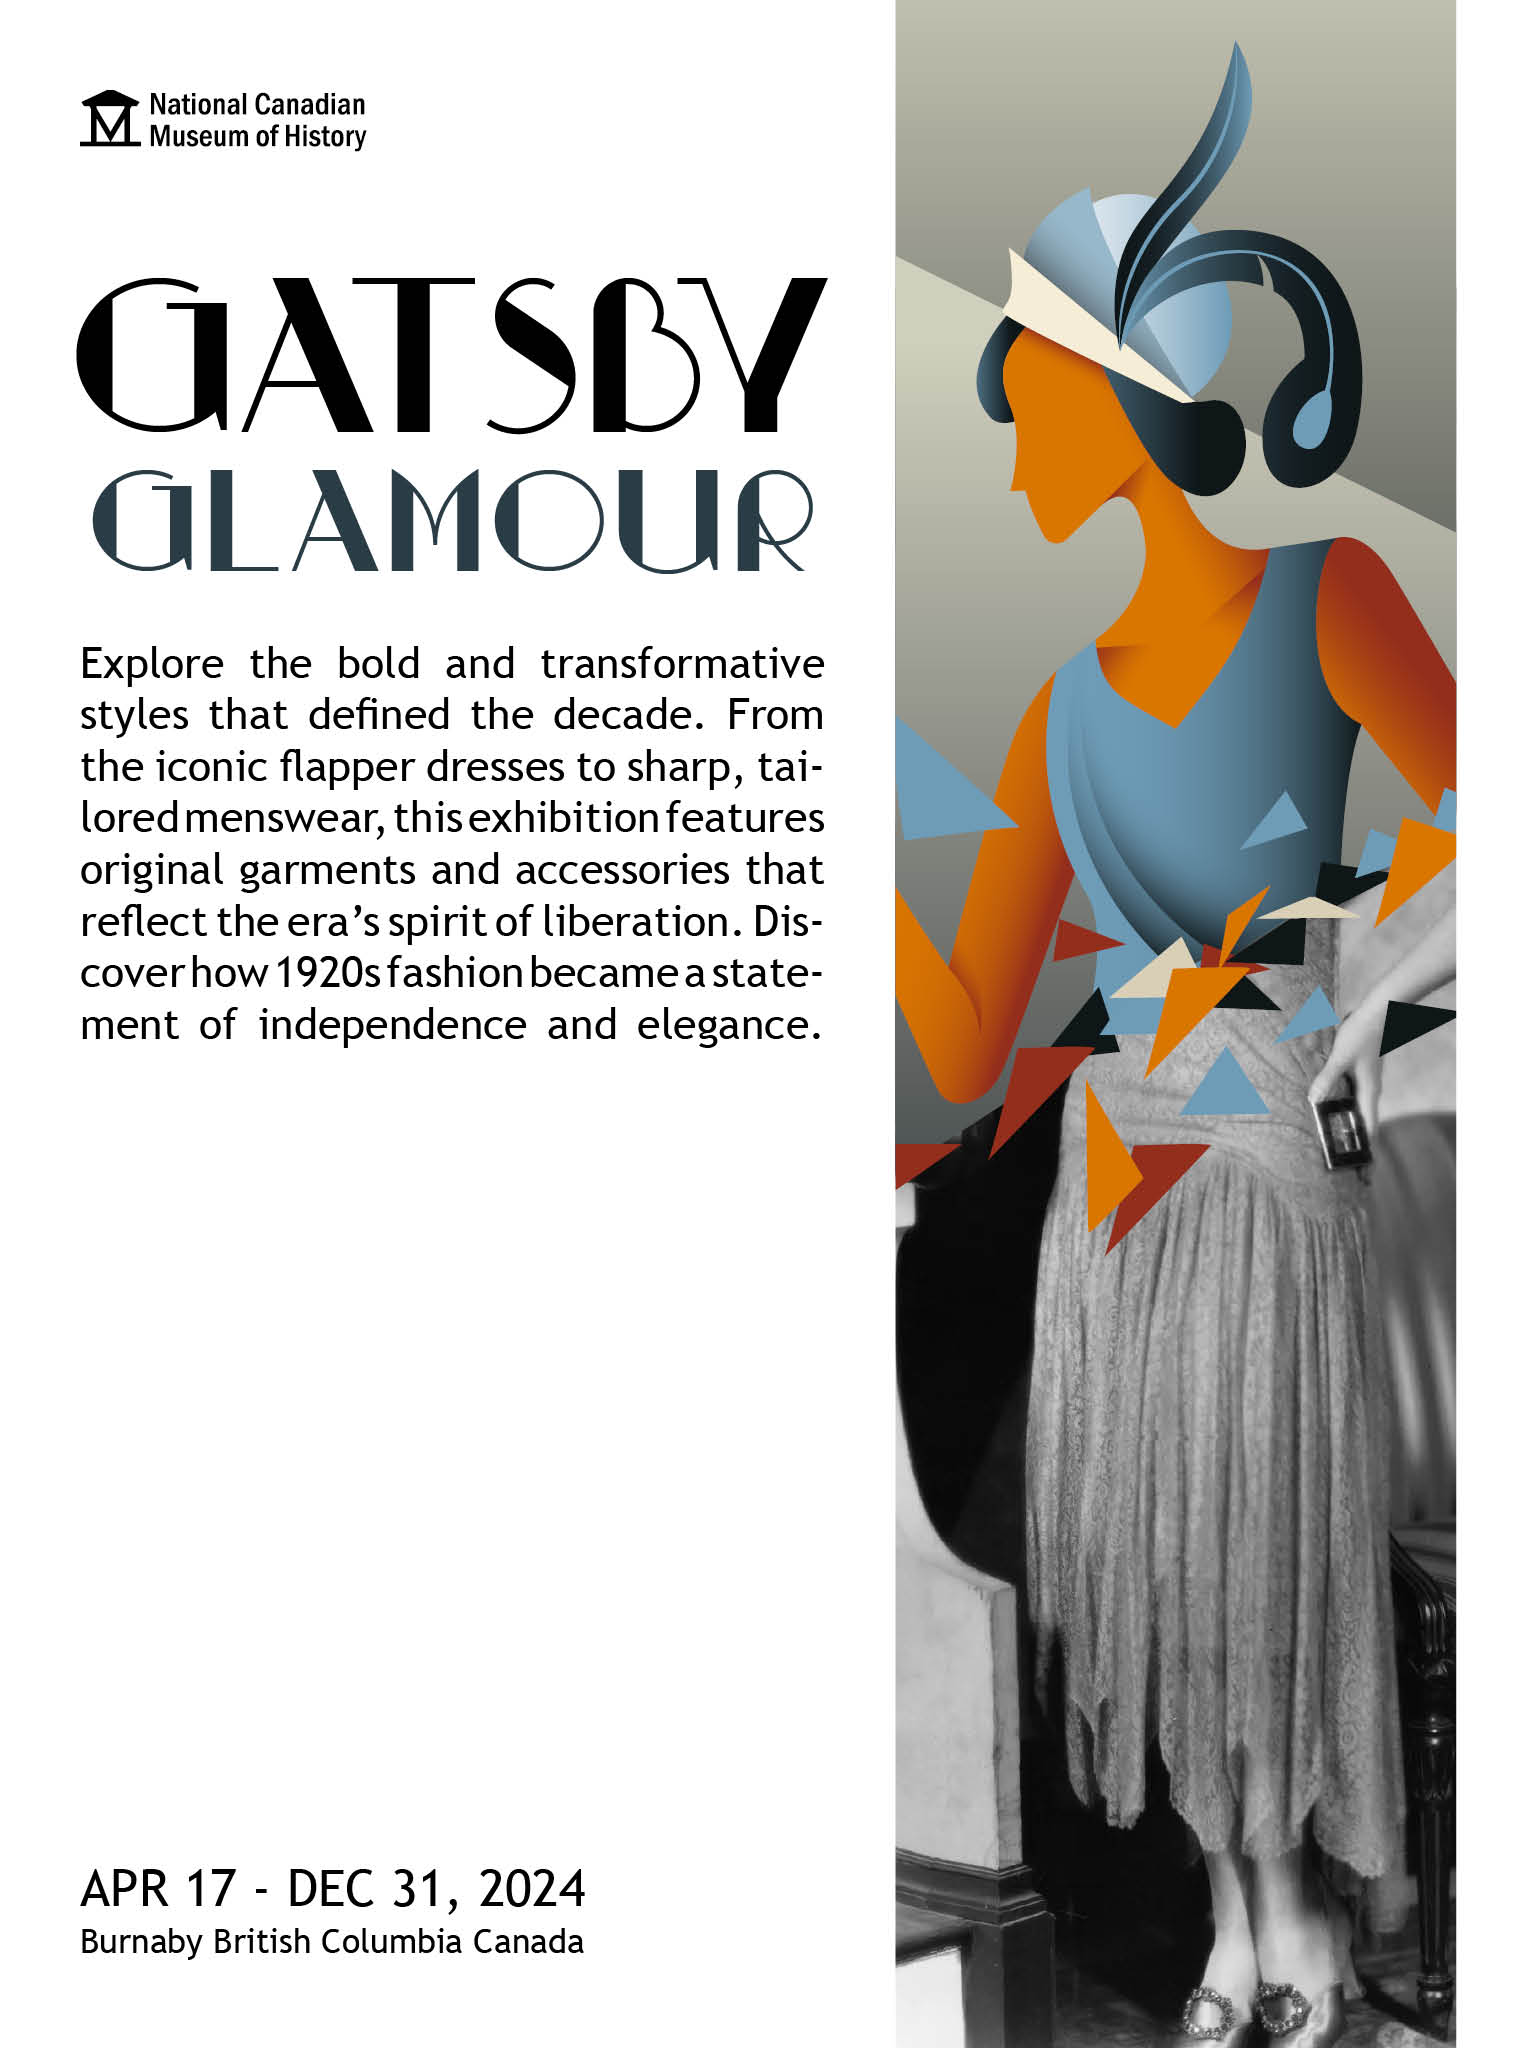 National Canadian
Museum of History
GATSBY
GLAMOUR
Explore the bold and transformative
styles that defined the decade. From
the iconic flapper dresses to sharp, tai-
lored menswear, this exhibition features
original garments and accessories that
reflect the era’s spirit of liberation. Dis-
cover how 1920s fashion became a state-
ment of independence and elegance.
APR 17 - DEC 31, 2024
Burnaby British Columbia Canada